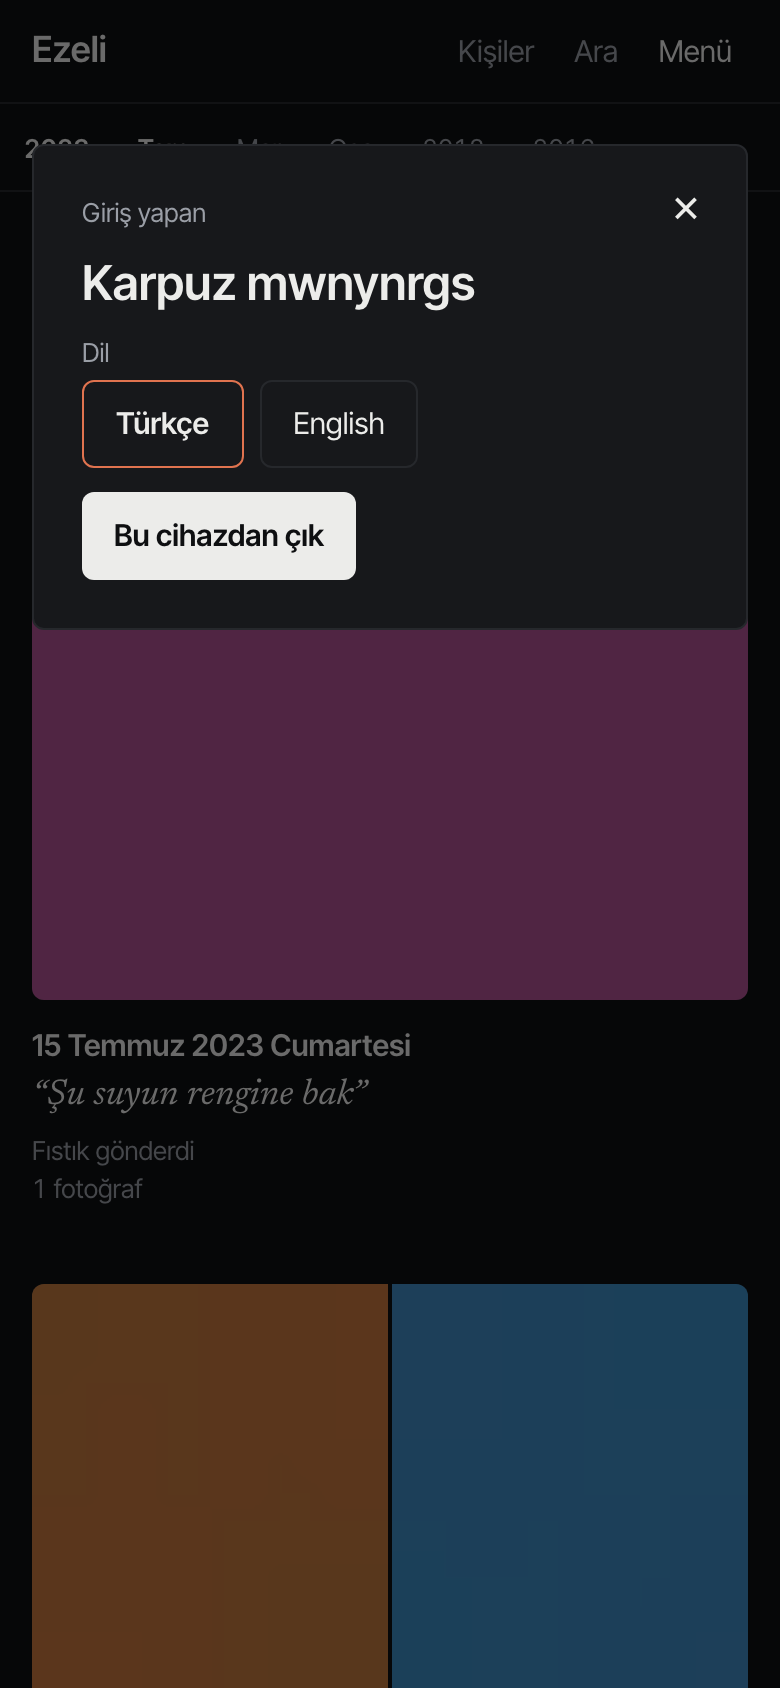 Ezeli
Kişiler Ara Menü
Giriş yapan
Karpuz mwnynrgs
Dil
Türkçe English
Bu cihazdan çık
15 Temmuz 2023 Cumartesi
“Şu suyun rengine bak”
Fıstık gönderdi
1 fotoğraf